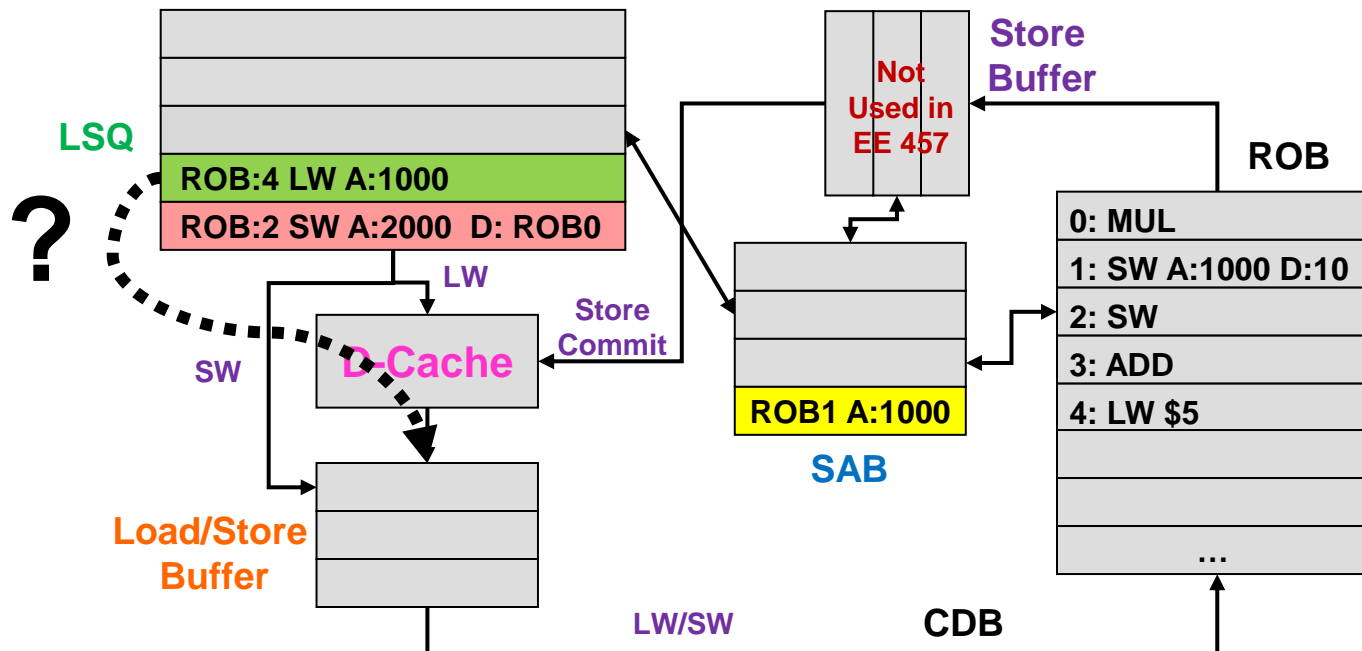 LSQ
?
ROB:4 LW A:1000
ROB:2 SW A:2000 D: ROB0
LW
SW
D-Cache
Store
Commit
Load/Store
Buffer
Not
Used in
EE 457
Store
Buffer
ROB1 A:1000
SAB
ROB
0: MUL
1: SW A:1000 D:10
2: SW
3: ADD
4: LW $5
...
LW/SW
CDB